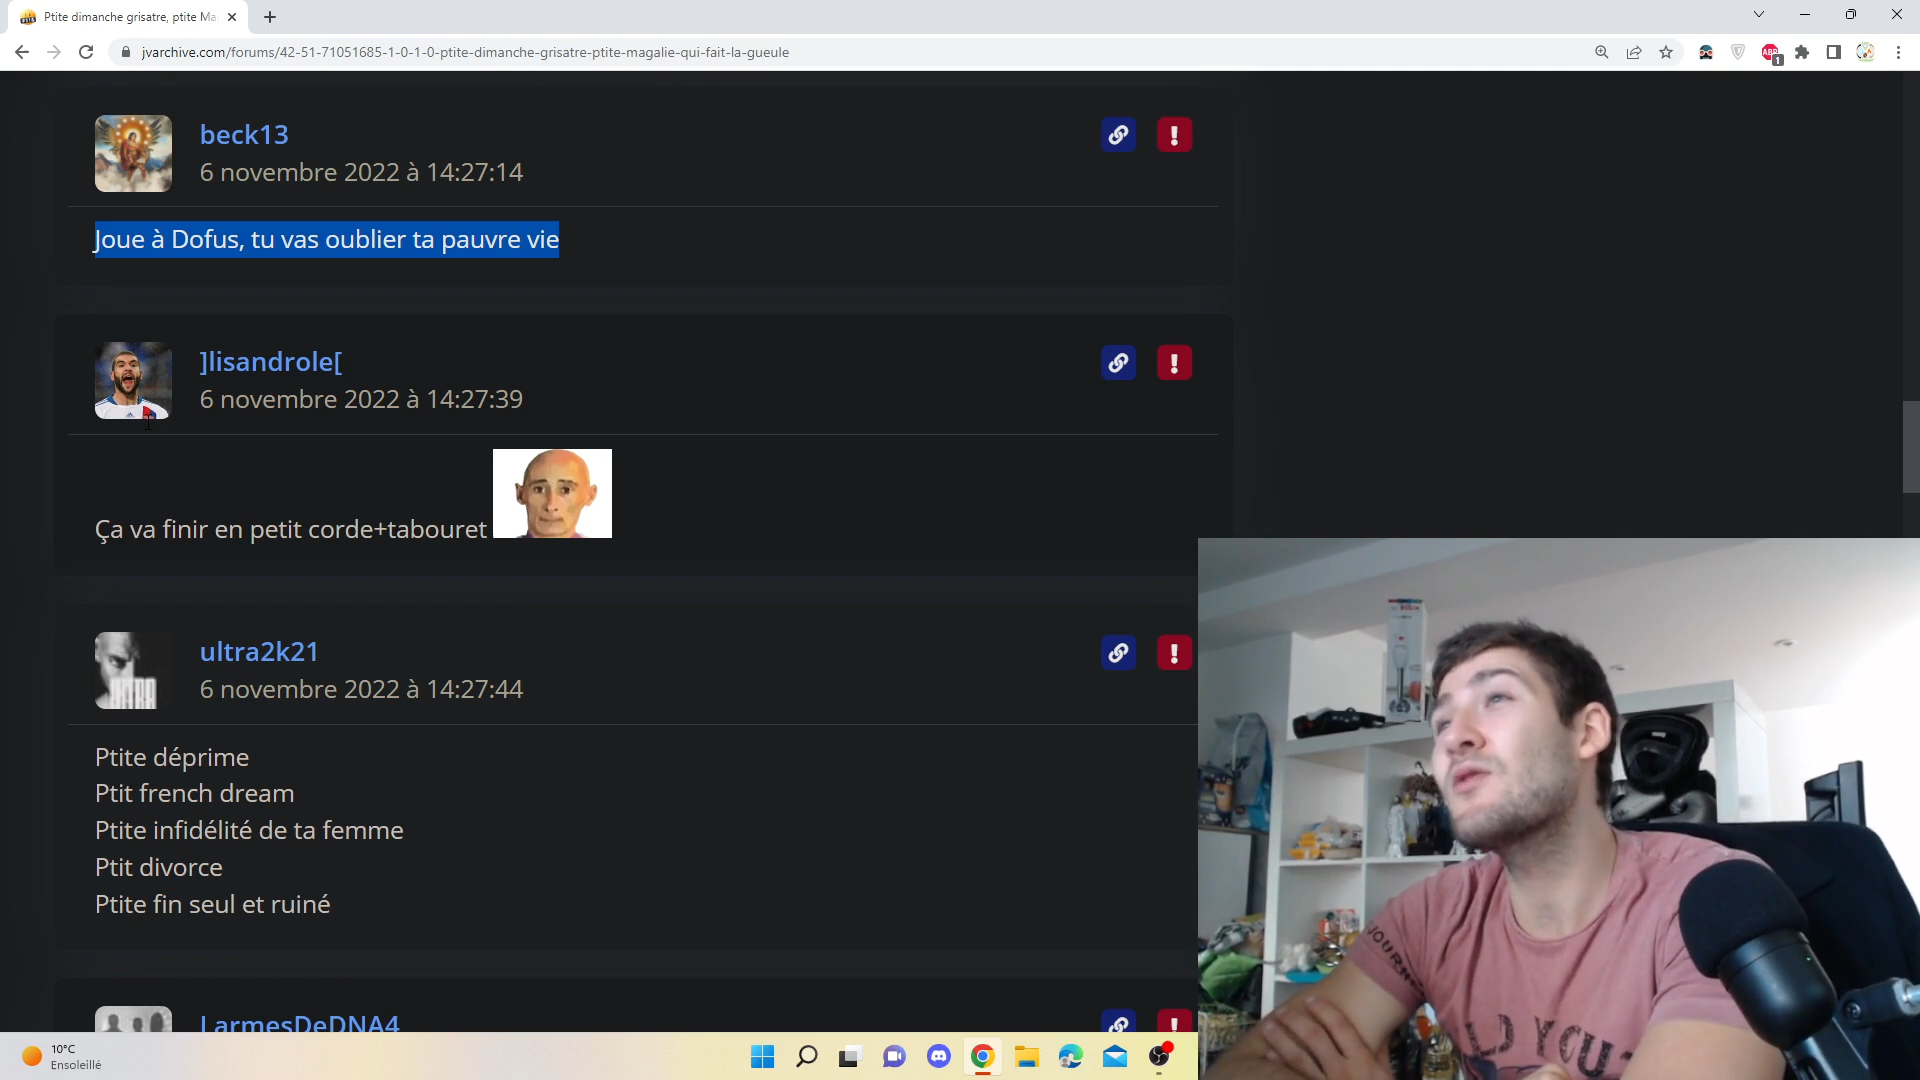 Ptite dimanche grisatre, ptite Ma
jvarchive.com/forums/42-51-71051685-1-0-1-0-ptite-dimanche-grisatre-ptite-magalie-qui-fait-la-gueule
ABP
1
beck13
6 novembre 2022 à 14:27:14
Joue à Dofus, tu vas oublier ta pauvre vie
]lisandrole[
6 novembre 2022 à 14:27:39
Ça va finir en petit corde+tabouret
ultra2k21
6 novembre 2022 à 14:27:44
Ptite déprime
Ptit french dream
Ptite infidélité de ta femme
Ptit divorce
Ptite fin seul et ruiné
LarmesDeDNA4
10°C
Ensoleillé